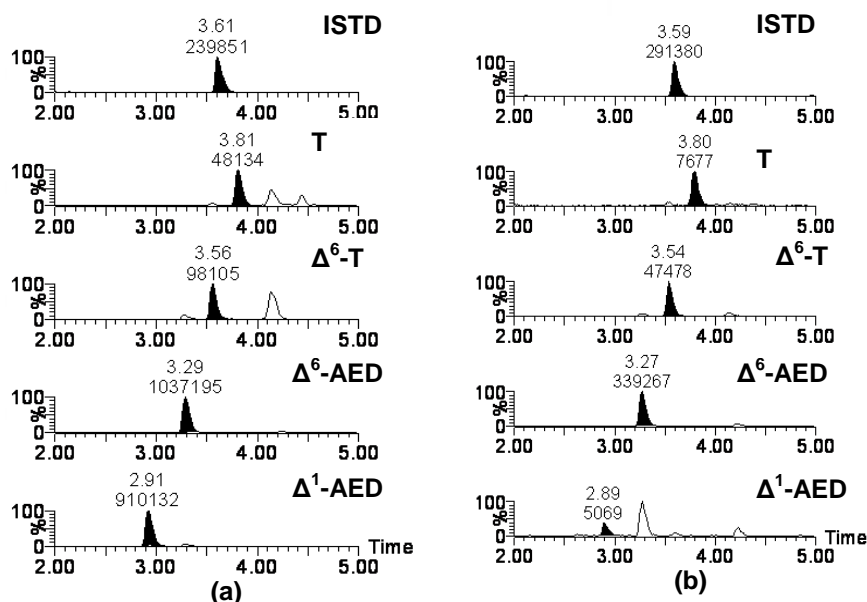 ISTD
3.61
239851
100
%
0
2.00 3.00 4.00 5.00
T
3.81
48134
100
%
0
2.00 3.00 4.00 5.00
Δ⁶-T
3.56
98105
100
%
0
2.00 3.00 4.00 5.00
Δ⁶-AED
3.29
1037195
100
%
0
2.00 3.00 4.00 5.00
Δ¹-AED
2.91
910132
100
%
0
Time
2.00 3.00 4.00 5.00
(a)
ISTD
3.59
291380
100
%
0
2.00 3.00 4.00 5.00
T
3.80
7677
100
%
0
2.00 3.00 4.00 5.00
Δ⁶-T
3.54
47478
100
%
0
2.00 3.00 4.00 5.00
Δ⁶-AED
3.27
339267
100
%
0
2.00 3.00 4.00 5.00
Δ¹-AED
2.89
5069
100
%
0
Time
2.00 3.00 4.00 5.00
(b)